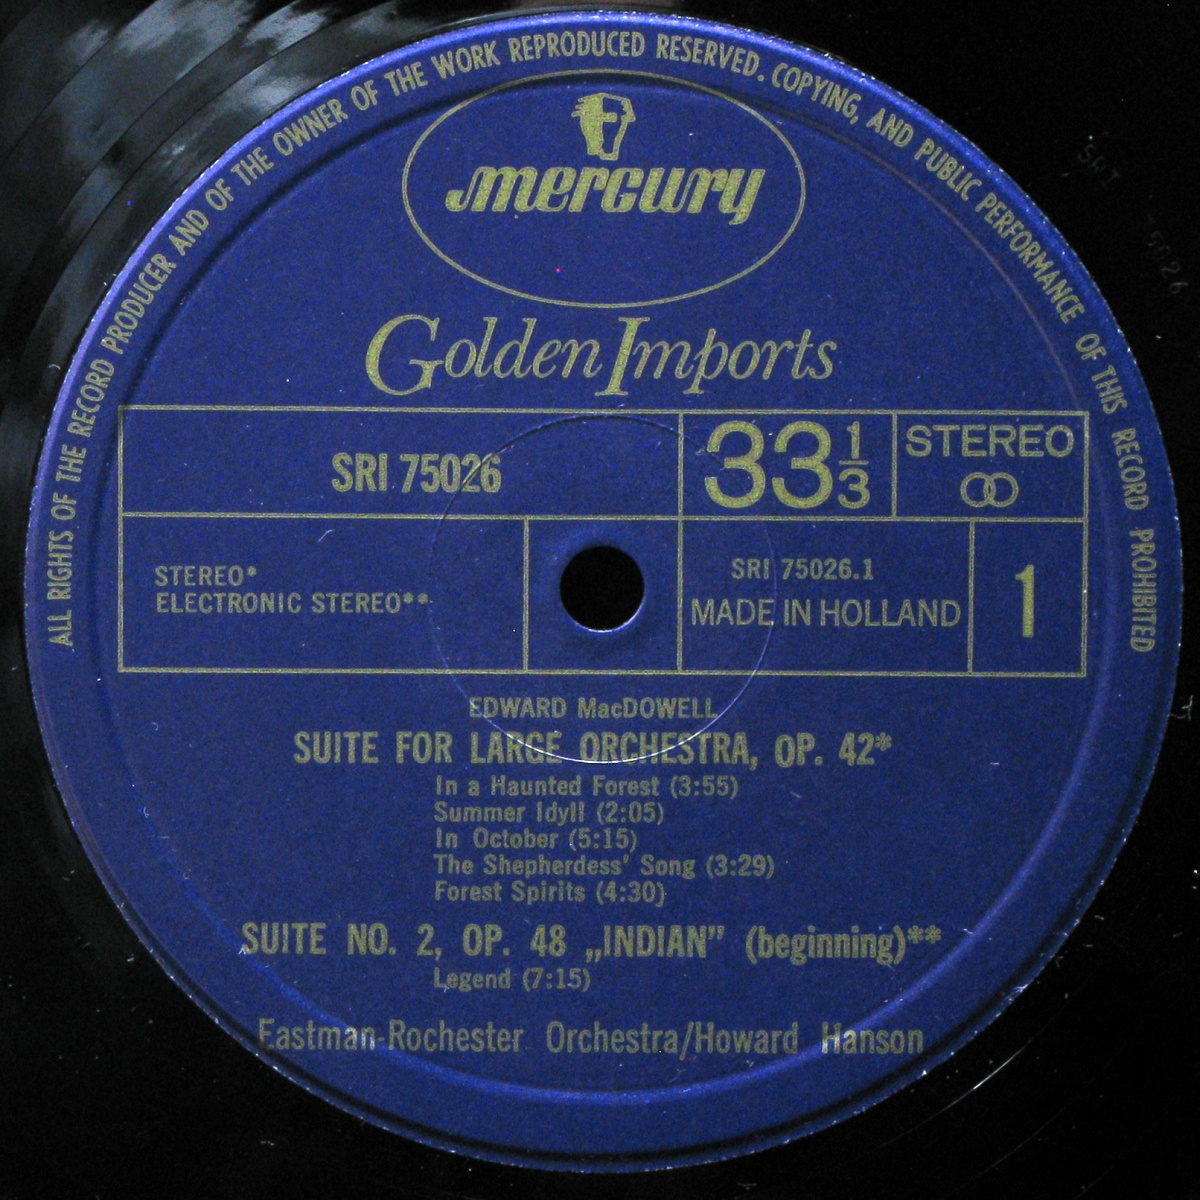 ALL RIGHTS OF THE RECORD PRODUCER AND OF THE OWNER OF THE WORK REPRODUCED RESERVED. COPYING, AND PUBLIC PERFORMANCE OF THIS RECORD PROHIBITED
mercury
Golden Imports
SRI 75026
33 1/3
STEREO
STEREO*
ELECTRONIC STEREO**
SRI 75026.1
MADE IN HOLLAND
1
EDWARD MacDOWELL
SUITE FOR LARGE ORCHESTRA, OP. 42*
In a Haunted Forest (3:55)
Summer Idyll (2:05)
In October (5:15)
The Shepherdess' Song (3:29)
Forest Spirits (4:30)
SUITE NO. 2, OP. 48 „INDIAN” (beginning)**
Legend (7:15)
Eastman-Rochester Orchestra/Howard Hanson
SRI 75026